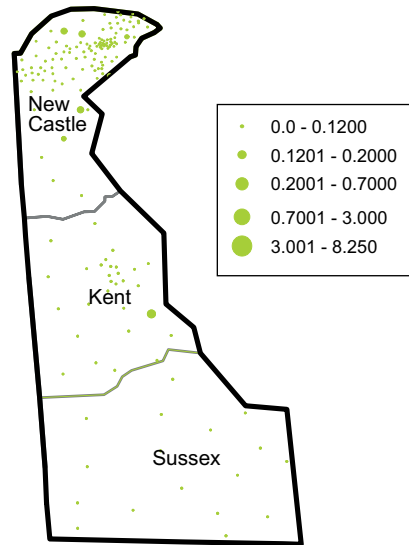 New
Castle
0.0 - 0.1200
0.1201 - 0.2000
0.2001 - 0.7000
0.7001 - 3.000
3.001 - 8.250
Kent
Sussex